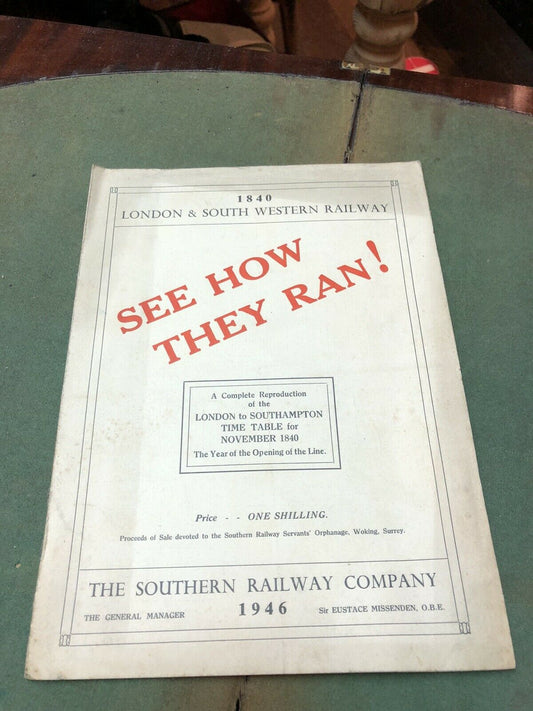 1840
LONDON & SOUTH WESTERN RAILWAY
SEE HOW
THEY RAN!
A Complete Reproduction
of the
LONDON to SOUTHAMPTON
TIME TABLE for
NOVEMBER 1840
The Year of the Opening of the Line.
Price - - ONE SHILLING.
Proceeds of Sale devoted to the Southern Railway Servants' Orphanage, Woking, Surrey.
THE SOUTHERN RAILWAY COMPANY
THE GENERAL MANAGER 1946 Sir EUSTACE MISSENDEN, O.B.E.